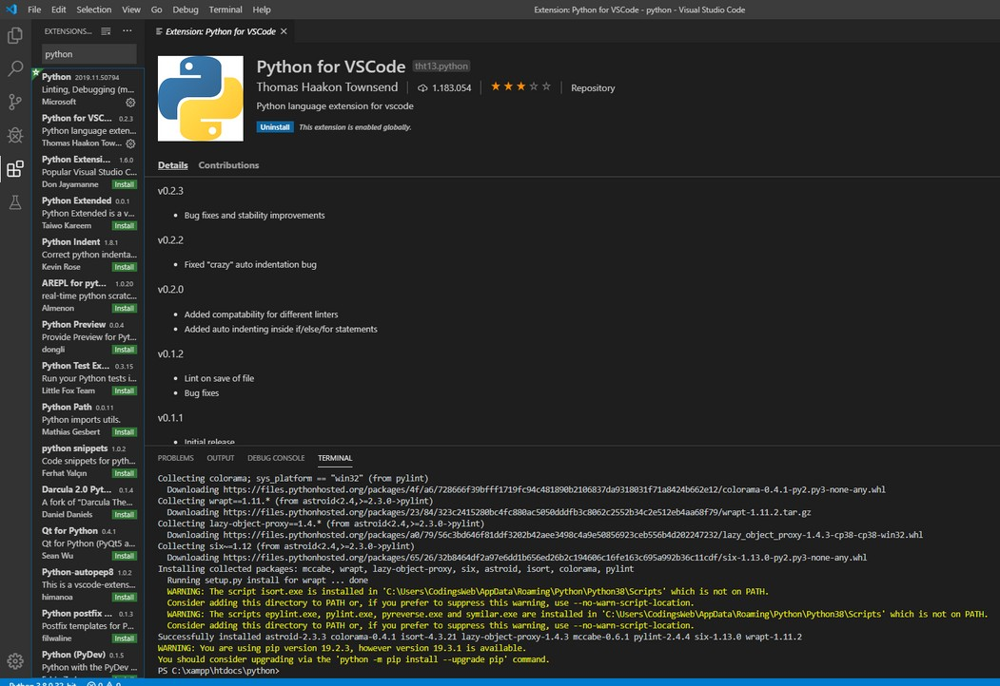 File Edit Selection View Go Debug Terminal Help
Extension: Python for VSCode - python - Visual Studio Code
EXTENSIONS...
python
Python 2019.11.50794
Linting, Debugging (m...
Microsoft
Python for VSC... 0.2.3
Python language exten...
Thomas Haakon Tow...
Python Extensi... 1.6.0
Popular Visual Studio C...
Don Jayamanne Install
Python Extended 0.0.1
Python Extended is a v...
Taiwo Kareem Install
Python Indent 1.8.1
Correct python indenta...
Kevin Rose Install
AREPL for pyt... 1.0.20
real-time python scratc...
Almenon Install
Python Preview 0.0.4
Provide Preview for Pyt...
dongli Install
Python Test Ex... 0.3.15
Run your Python tests i...
Little Fox Team Install
Python Path 0.0.11
Python imports utils.
Mathias Gesbert Install
python snippets 1.0.2
Code snippets for pyth...
Ferhat Yalçın Install
Darcula 2.0 Pyt... 0.1.4
A fork of "Darcula The...
Daniel Daniels Install
Qt for Python 0.4.1
Qt for Python (PyQt5 a...
Sean Wu Install
Python-autopep8 1.0.2
This is a vscode-extens...
himanoa Install
Python postfix ... 0.1.3
Postfix templates for P...
filwaline Install
Python (PyDev) 0.1.5
Python with the PyDev ...
Extension: Python for VSCode
Python for VSCode tht13.python
Thomas Haakon Townsend 1.183.054 Repository
Python language extension for vscode
Uninstall This extension is enabled globally.
Details Contributions
v0.2.3
Bug fixes and stability improvements
v0.2.2
Fixed "crazy" auto indentation bug
v0.2.0
Added compatability for different linters
Added auto indenting inside if/else/for statements
v0.1.2
Lint on save of file
Bug fixes
v0.1.1
Initial release
PROBLEMS OUTPUT DEBUG CONSOLE TERMINAL
Collecting colorama; sys_platform == "win32" (from pylint)
Downloading https://files.pythonhosted.org/packages/4f/a6/728666f39bfff1719fc94c481890b2106837da9318031f71a8424b662e12/colorama-0.4.1-py2.py3-none-any.whl
Collecting wrapt==1.11.* (from astroid<2.4,>=2.3.0->pylint)
Downloading https://files.pythonhosted.org/packages/23/84/323c2415280bc4fc880ac5050dddfb3c8062c2552b34c2e512eb4aa68f79/wrapt-1.11.2.tar.gz
Collecting lazy-object-proxy==1.4.* (from astroid<2.4,>=2.3.0->pylint)
Downloading https://files.pythonhosted.org/packages/a0/79/56c3bd646f81ddf3202b42aee3498c4a9e50856923ceb556b4d202247232/lazy_object_proxy-1.4.3-cp38-cp38-win32.whl
Collecting six~=1.12 (from astroid<2.4,>=2.3.0->pylint)
Downloading https://files.pythonhosted.org/packages/65/26/32b8464df2a97e6dd1b656ed26b2c194606c16fe163c695a992b36c11cdf/six-1.13.0-py2.py3-none-any.whl
Installing collected packages: mccabe, wrapt, lazy-object-proxy, six, astroid, isort, colorama, pylint
Running setup.py install for wrapt ... done
WARNING: The script isort.exe is installed in 'C:\Users\CodingsWeb\AppData\Roaming\Python\Python38\Scripts' which is not on PATH.
Consider adding this directory to PATH or, if you prefer to suppress this warning, use --no-warn-script-location.
WARNING: The scripts epylint.exe, pylint.exe, pyreverse.exe and symilar.exe are installed in 'C:\Users\CodingsWeb\AppData\Roaming\Python\Python38\Scripts' which is not on PATH.
Consider adding this directory to PATH or, if you prefer to suppress this warning, use --no-warn-script-location.
Successfully installed astroid-2.3.3 colorama-0.4.1 isort-4.3.21 lazy-object-proxy-1.4.3 mccabe-0.6.1 pylint-2.4.4 six-1.13.0 wrapt-1.11.2
WARNING: You are using pip version 19.2.3, however version 19.3.1 is available.
You should consider upgrading via the 'python -m pip install --upgrade pip' command.
PS C:\xampp\htdocs\python>